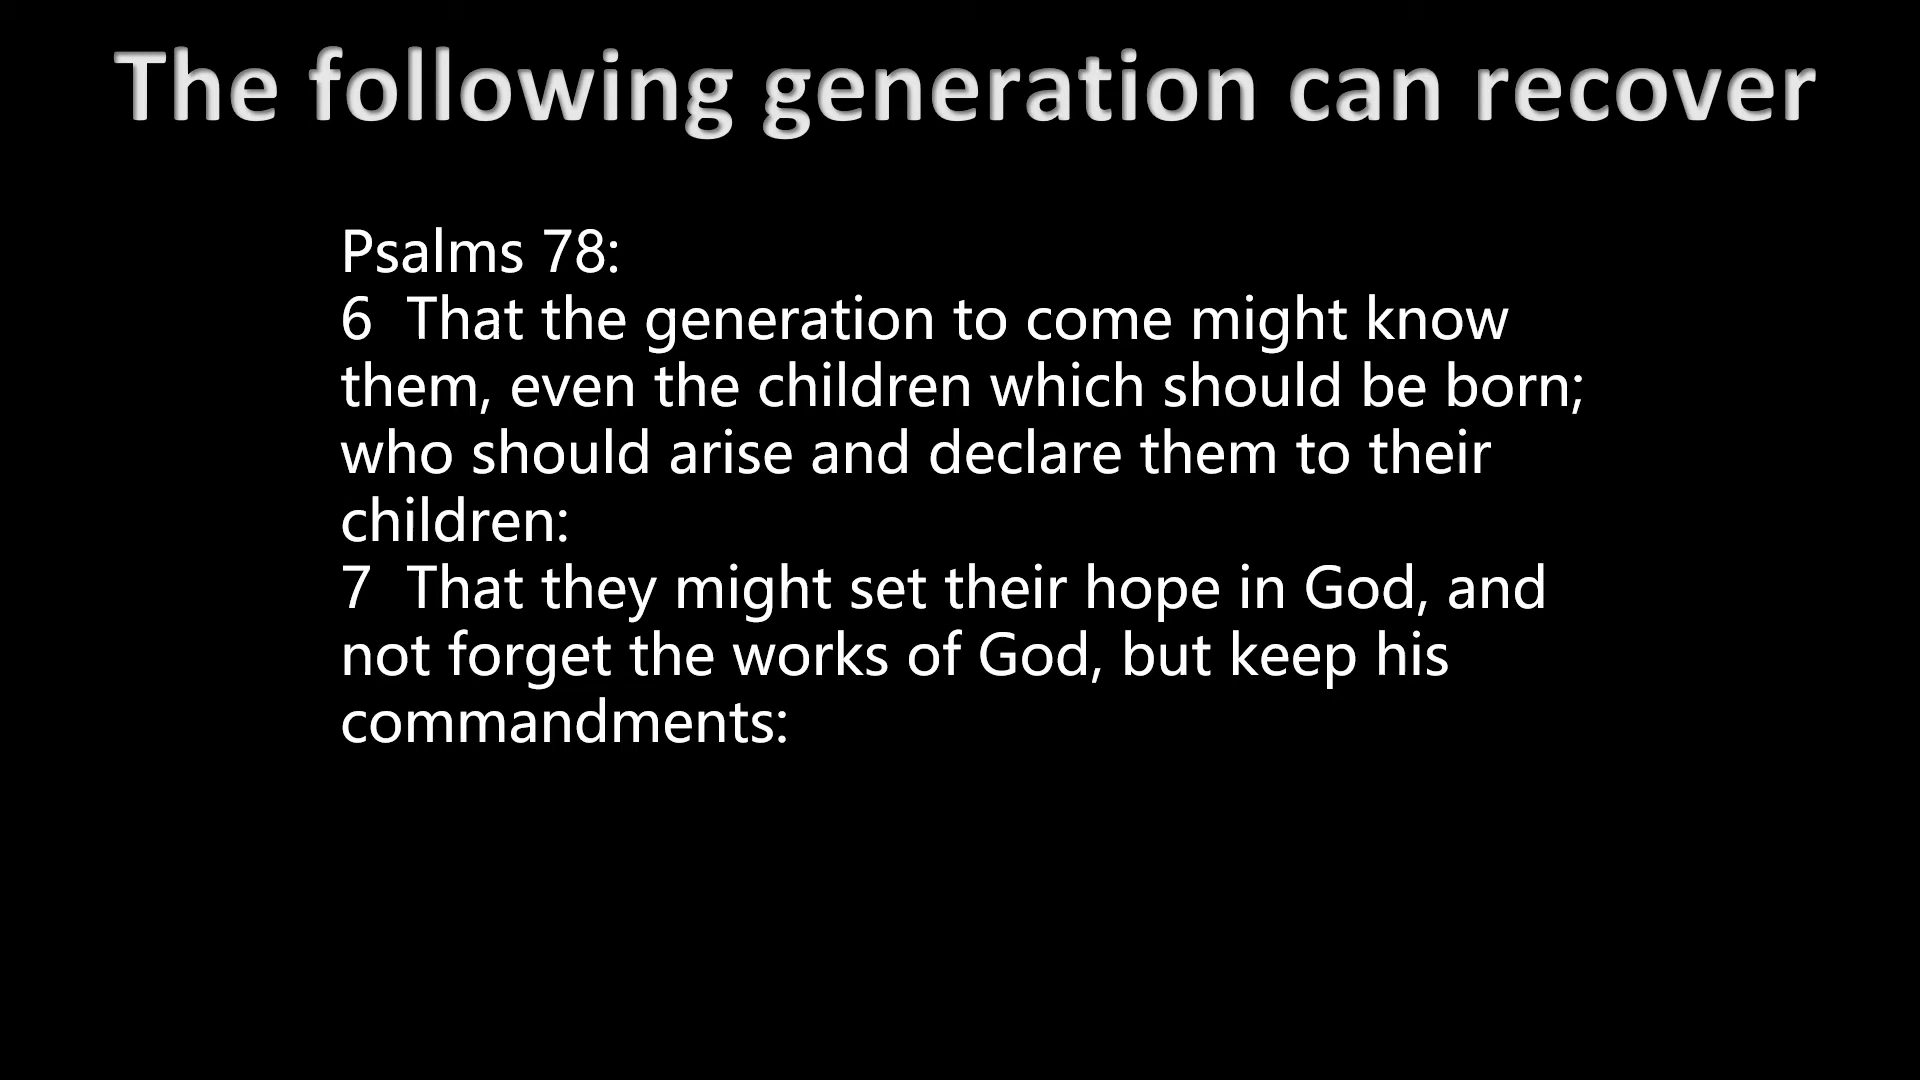 The following generation can recover
Psalms 78:
6  That the generation to come might know
them, even the children which should be born;
who should arise and declare them to their
children:
7  That they might set their hope in God, and
not forget the works of God, but keep his
commandments: